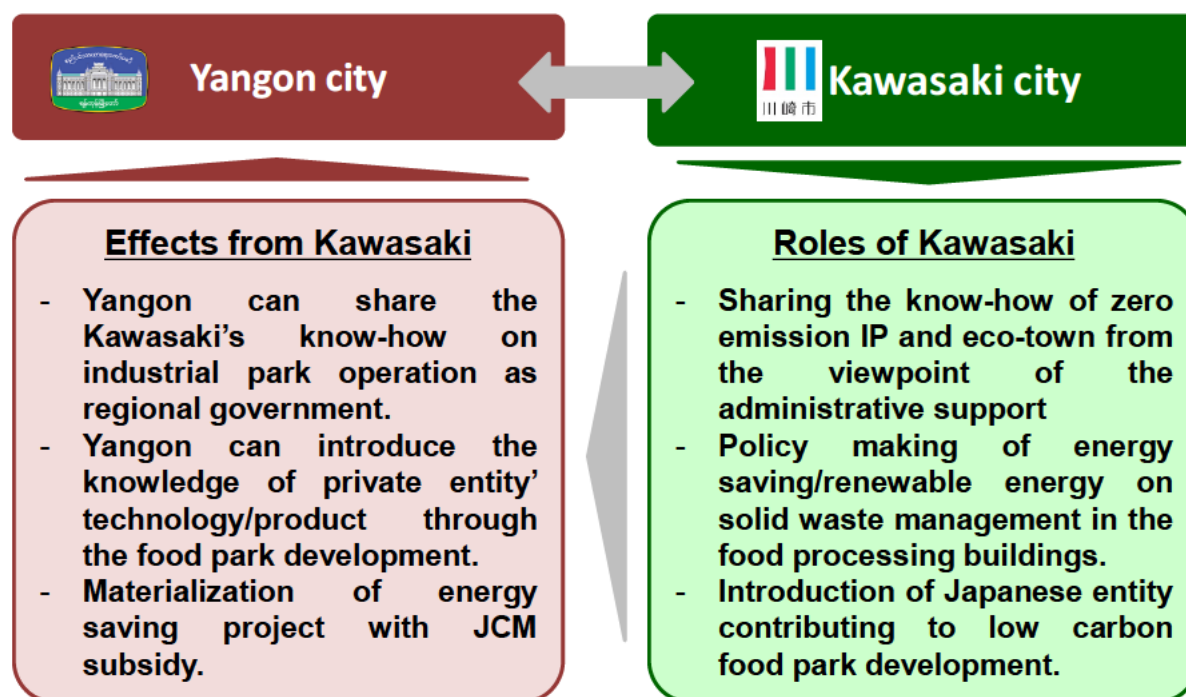 Yangon city
川崎市
Kawasaki city
Effects from Kawasaki
- Yangon can share the
Kawasaki's know-how on
industrial park operation as
regional government.
- Yangon can introduce the
knowledge of private entity'
technology/product through
the food park development.
- Materialization of energy
saving project with JCM
subsidy.
Roles of Kawasaki
- Sharing the know-how of zero
emission IP and eco-town from
the viewpoint of the
administrative support
- Policy making of energy
saving/renewable energy on
solid waste management in the
food processing buildings.
- Introduction of Japanese entity
contributing to low carbon
food park development.